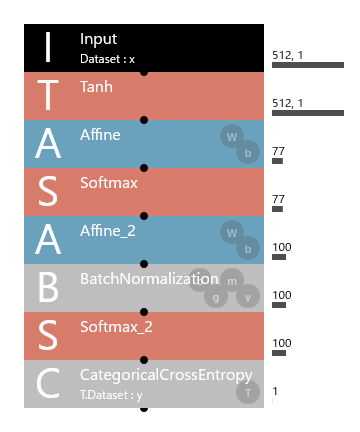 I Input
Dataset : x
512, 1
T Tanh
512, 1
A Affine W b
77
S Softmax
77
A Affine_2 W b
100
B BatchNormalization m g v
100
S Softmax_2
100
C CategoricalCrossEntropy
T.Dataset : y T
1